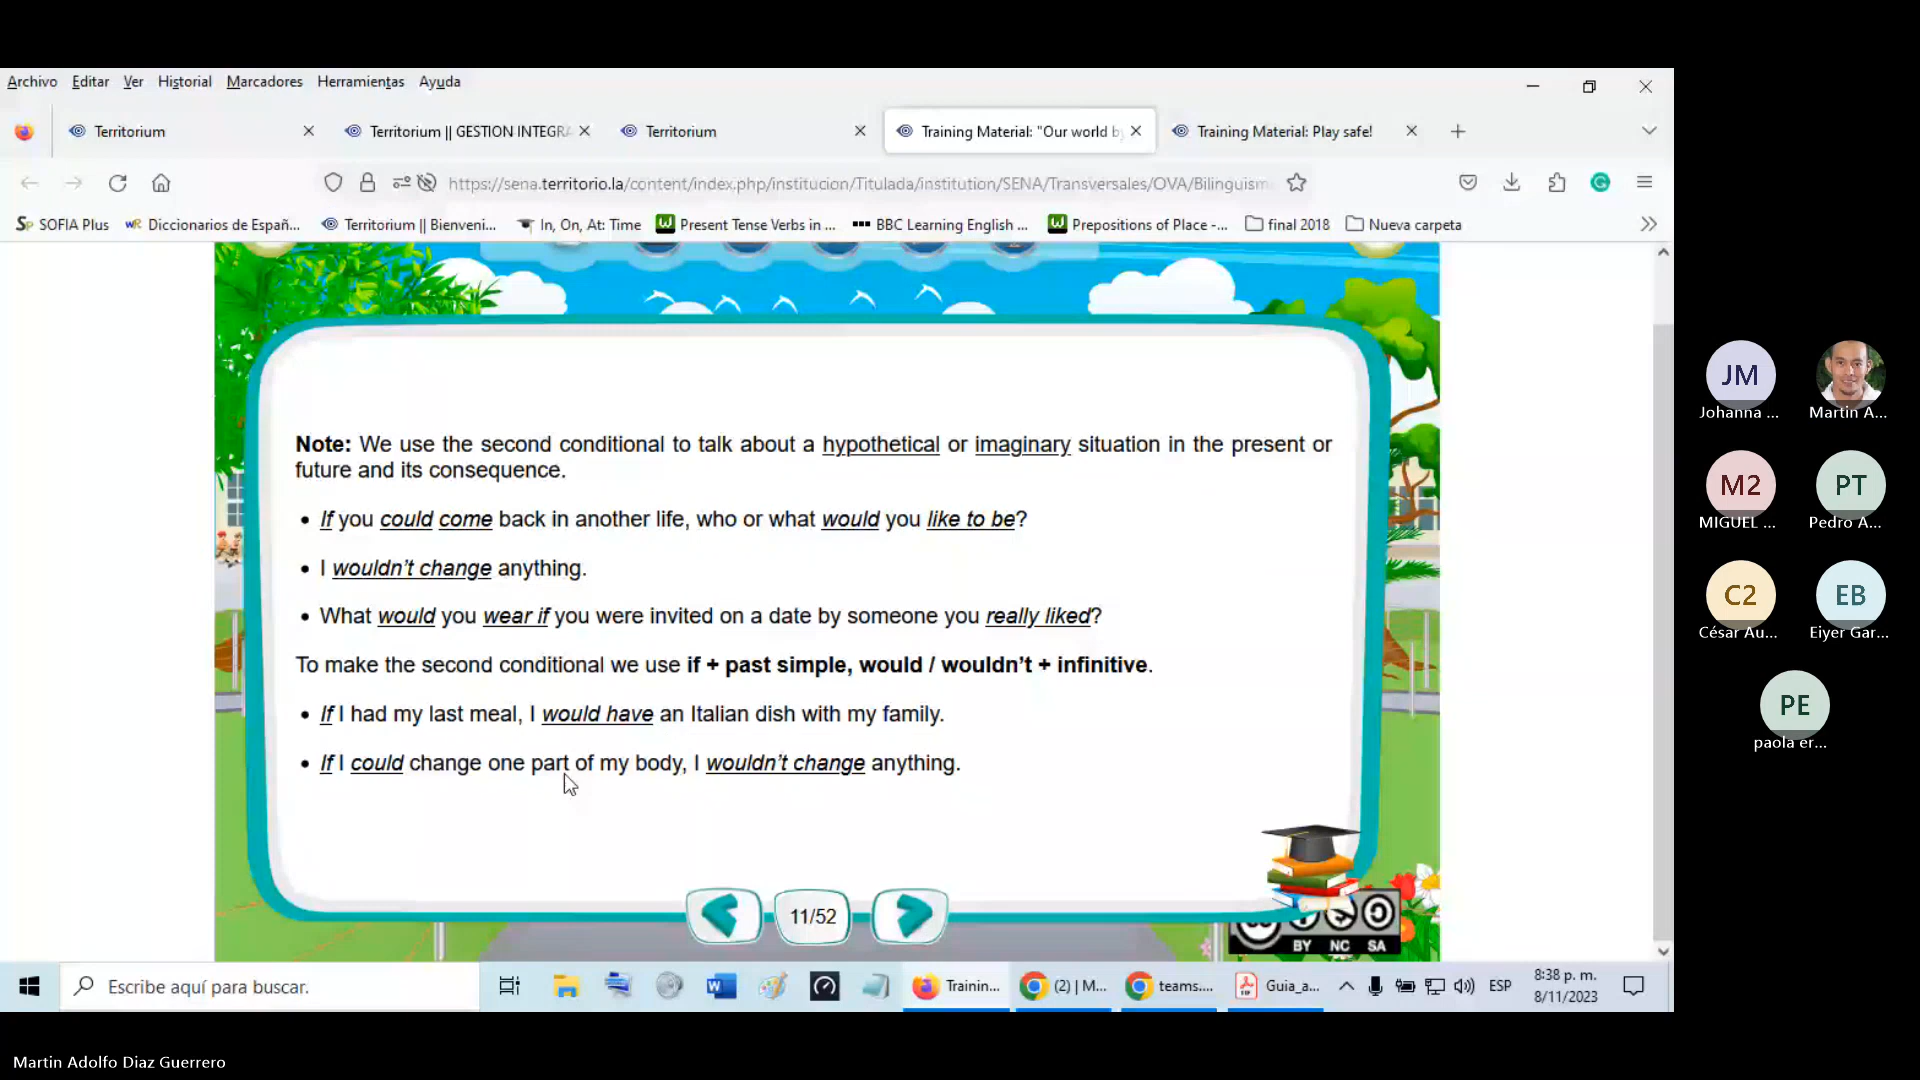 Archivo Editar Ver Historial Marcadores Herramientas Ayuda
Territorium Territorium || GESTION INTEGRA Territorium Training Material: "Our world by Training Material: Play safe!
https://sena.territorio.la/content/index.php/institucion/Titulada/institution/SENA/Transversales/OVA/Bilinguism
SOFIA Plus Diccionarios de Españ... Territorium || Bienveni... In, On, At: Time Present Tense Verbs in ... BBC Learning English ... Prepositions of Place -... final 2018 Nueva carpeta
Note: We use the second conditional to talk about a hypothetical or imaginary situation in the present or
future and its consequence.
• If you could come back in another life, who or what would you like to be?
• I wouldn't change anything.
• What would you wear if you were invited on a date by someone you really liked?
To make the second conditional we use if + past simple, would / wouldn't + infinitive.
• If I had my last meal, I would have an Italian dish with my family.
• If I could change one part of my body, I wouldn't change anything.
11/52
BY NC SA
JM
Johanna ... Martin A...
M2 PT
MIGUEL ... Pedro A...
C2 EB
César Au... Eiyer Gar...
PE
paola er...
Escribe aquí para buscar. Trainin... (2) | M... teams.... Guia_a... ESP 8:38 p. m.
8/11/2023
Martin Adolfo Diaz Guerrero